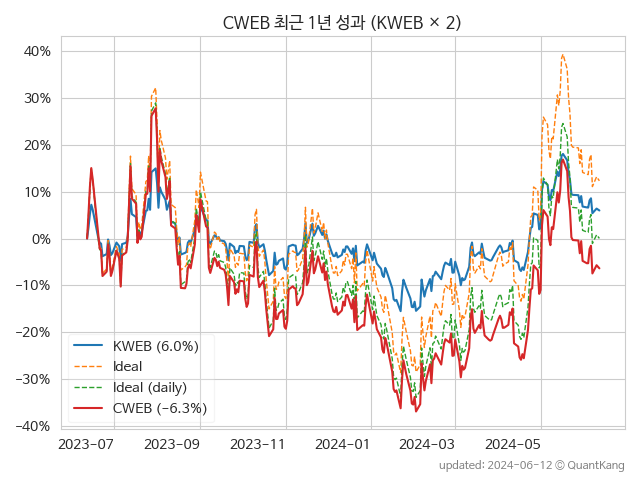 CWEB 최근 1년 성과 (KWEB × 2)
40%
30%
20%
10%
0%
−10%
−20%
−30%
−40%
KWEB (6.0%)
Ideal
Ideal (daily)
CWEB (−6.3%)
2023-07 2023-09 2023-11 2024-01 2024-03 2024-05
updated: 2024-06-12 © QuantKang